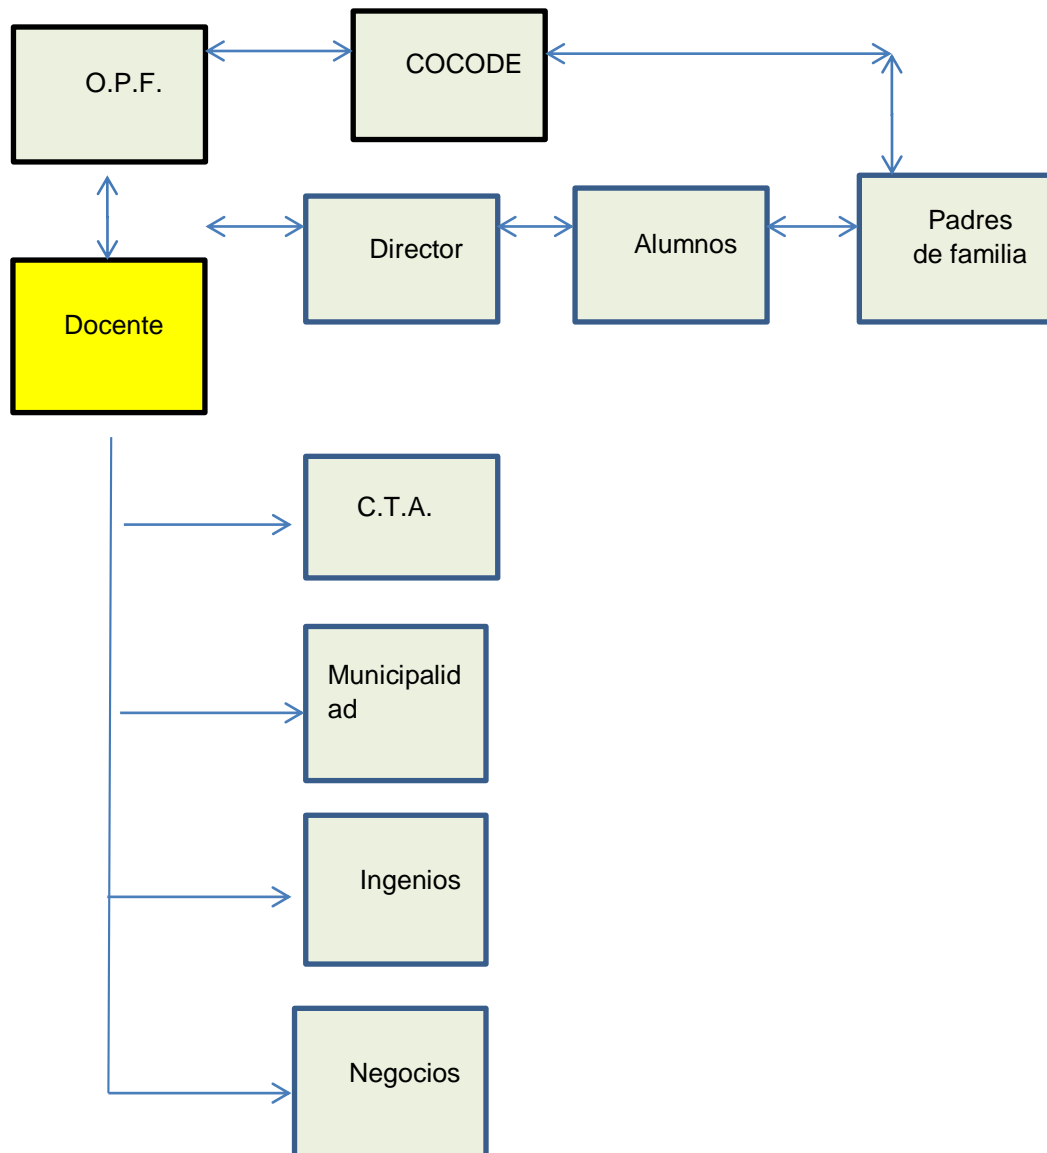 O.P.F.
COCODE
Director
Alumnos
Padres
de familia
Docente
C.T.A.
Municipalid
ad
Ingenios
Negocios